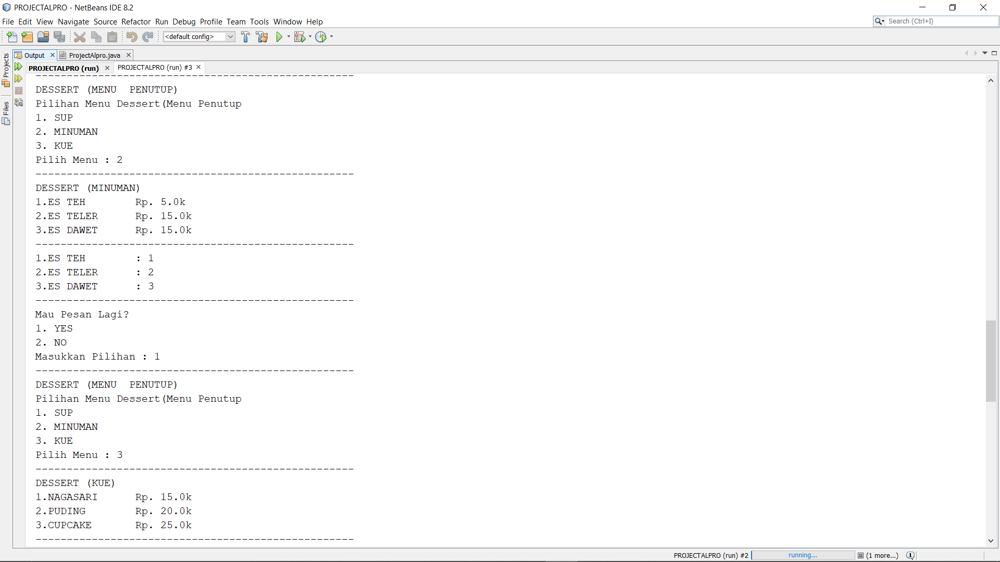 PROJECTALPRO - NetBeans IDE 8.2
File Edit View Navigate Source Refactor Run Debug Profile Team Tools Window Help
Search (Ctrl+I)
<default config>
Output ProjectAlpro.java
Projects
Files
PROJECTALPRO (run) PROJECTALPRO (run) #3
---------------------------------------------------
DESSERT (MENU  PENUTUP)
Pilihan Menu Dessert(Menu Penutup
1. SUP
2. MINUMAN
3. KUE
Pilih Menu : 2
---------------------------------------------------
DESSERT (MINUMAN)
1.ES TEH        Rp. 5.0k
2.ES TELER      Rp. 15.0k
3.ES DAWET      Rp. 15.0k
---------------------------------------------------
1.ES TEH        : 1
2.ES TELER      : 2
3.ES DAWET      : 3
---------------------------------------------------
Mau Pesan Lagi?
1. YES
2. NO
Masukkan Pilihan : 1
---------------------------------------------------
DESSERT (MENU  PENUTUP)
Pilihan Menu Dessert(Menu Penutup
1. SUP
2. MINUMAN
3. KUE
Pilih Menu : 3
---------------------------------------------------
DESSERT (KUE)
1.NAGASARI      Rp. 15.0k
2.PUDING        Rp. 20.0k
3.CUPCAKE       Rp. 25.0k
---------------------------------------------------
PROJECTALPRO (run) #2 running... (1 more...) 1